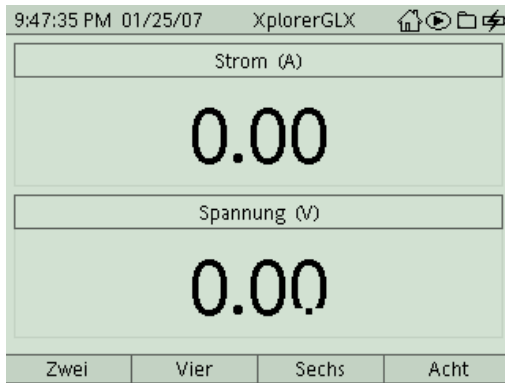 9:47:35 PM 01/25/07 XplorerGLX
Strom (A)
0.00
Spannung (V)
0.00
Zwei Vier Sechs Acht